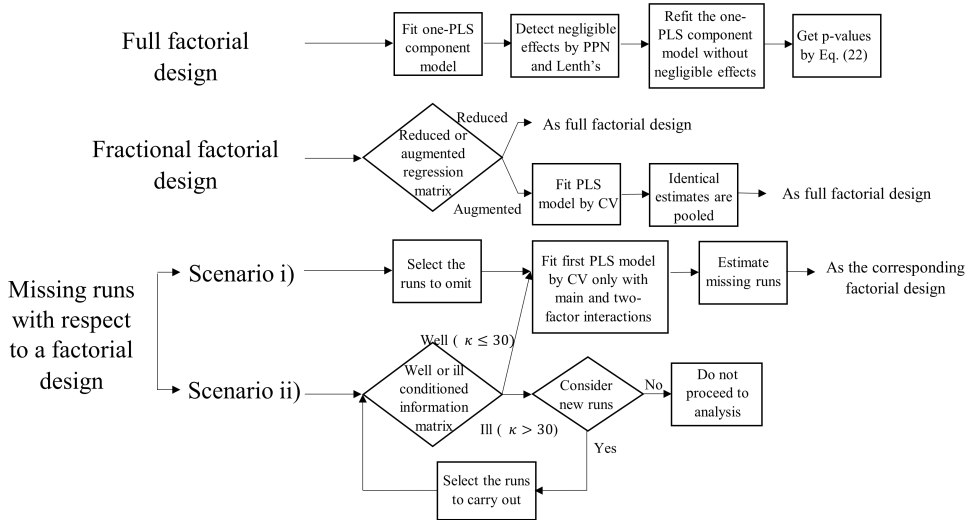 Full factorial
design
Fit one-PLS
component
model
Detect negligible
effects by PPN
and Lenth's
Refit the one-
PLS component
model without
negligible effects
Get p-values
by Eq. (22)
Fractional factorial
design
Reduced or
augmented
regression
matrix
Reduced
As full factorial design
Augmented
Fit PLS
model by CV
Identical
estimates are
pooled
As full factorial design
Missing runs
with respect
to a factorial
design
Scenario i)
Select the
runs to omit
Fit first PLS model
by CV only with
main and two-
factor interactions
Estimate
missing runs
As the corresponding
factorial design
Scenario ii)
Well ( κ ≤ 30)
Well or ill
conditioned
information
matrix
Ill ( κ > 30)
Consider
new runs
No
Do not
proceed to
analysis
Yes
Select the runs
to carry out